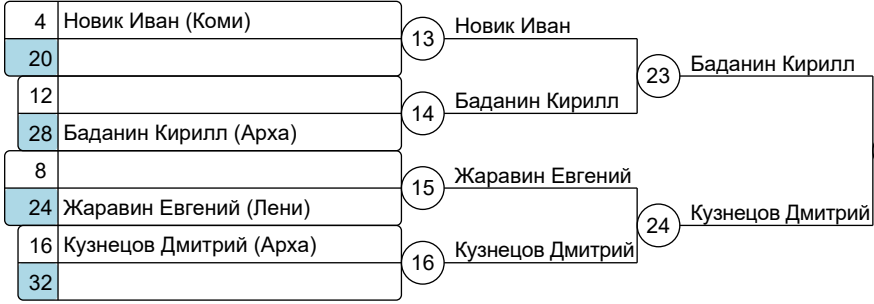 4 Новик Иван (Коми)
20
12
28 Баданин Кирилл (Арха)
8
24 Жаравин Евгений (Лени)
16 Кузнецов Дмитрий (Арха)
32
13 Новик Иван
14 Баданин Кирилл
15 Жаравин Евгений
16 Кузнецов Дмитрий
23 Баданин Кирилл
24 Кузнецов Дмитрий